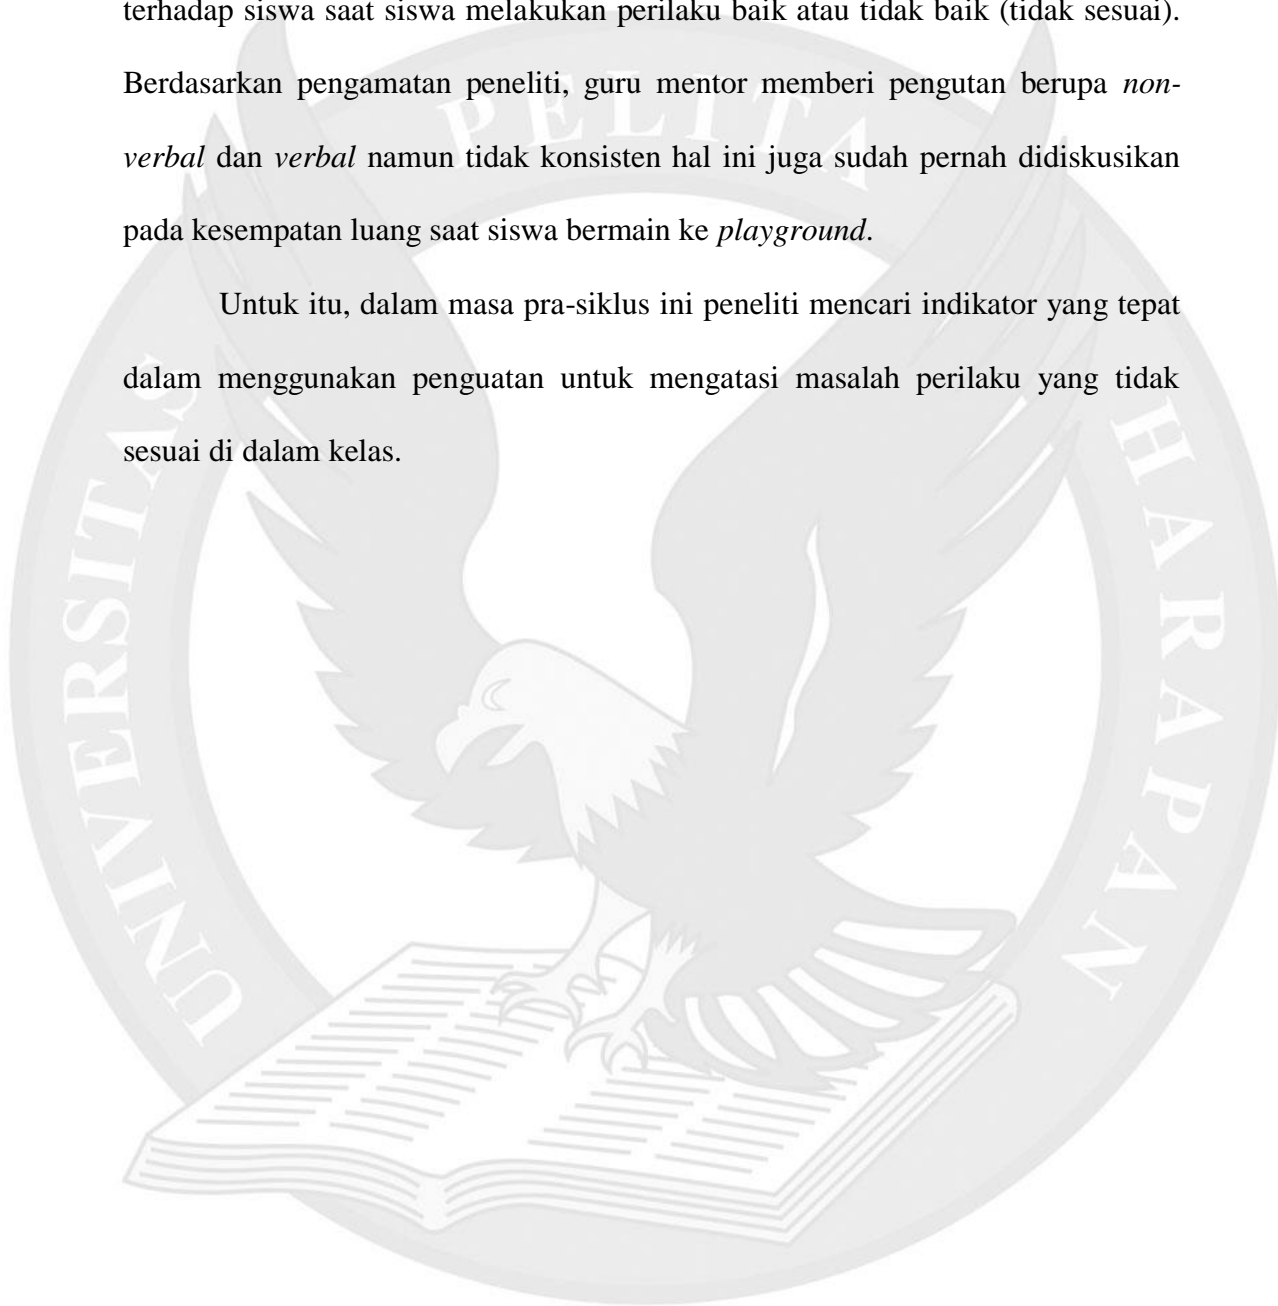 terhadap siswa saat siswa melakukan perilaku baik atau tidak baik (tidak sesuai).
Berdasarkan pengamatan peneliti, guru mentor memberi pengutan berupa non-
verbal dan verbal namun tidak konsisten hal ini juga sudah pernah didiskusikan
pada kesempatan luang saat siswa bermain ke playground.
Untuk itu, dalam masa pra-siklus ini peneliti mencari indikator yang tepat
dalam menggunakan penguatan untuk mengatasi masalah perilaku yang tidak
sesuai di dalam kelas.
UNIVERSITAS PELITA HARAPAN